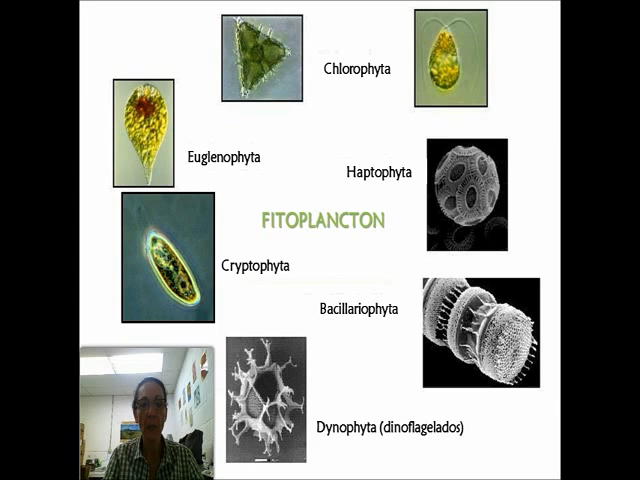 Chlorophyta
Euglenophyta
Haptophyta
FITOPLANCTON
Cryptophyta
Bacillariophyta
Dynophyta (dinoflagelados)